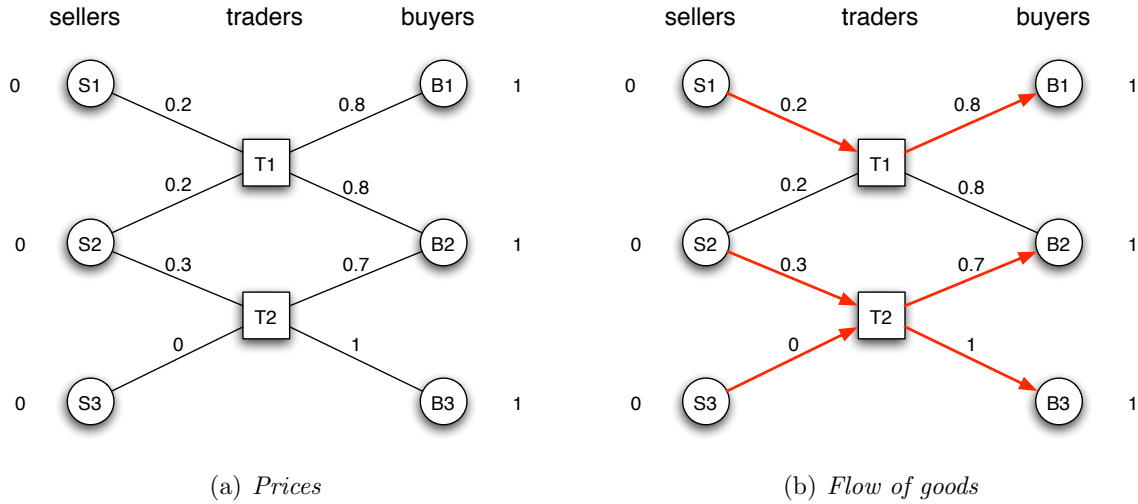 sellers traders buyers
0 S1 B1 1
0.2 0.8
T1
0.2 0.8
0 S2 B2 1
0.3 0.7
T2
0 1
0 S3 B3 1
(a) Prices
sellers traders buyers
0 S1 B1 1
0.2 0.8
T1
0.2 0.8
0 S2 B2 1
0.3 0.7
T2
0 1
0 S3 B3 1
(b) Flow of goods